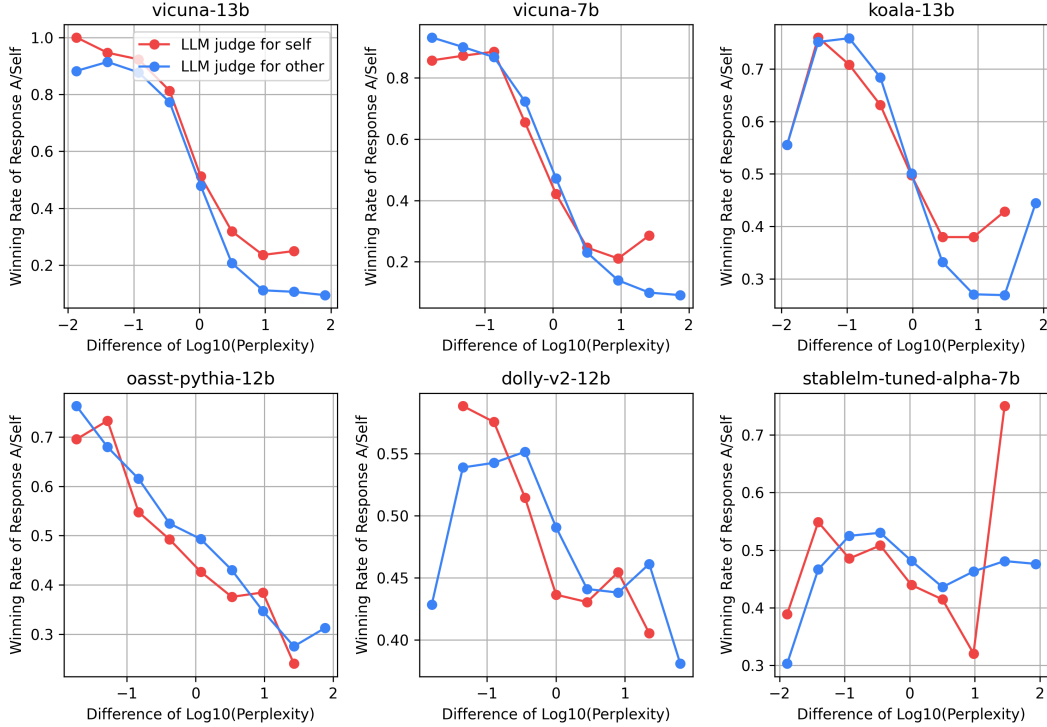 vicuna-13b
1.0
0.8
0.6
0.4
0.2
Winning Rate of Response A/Self
LLM judge for self
LLM judge for other
−2
−1
0
1
2
Difference of Log10(Perplexity)
vicuna-7b
0.8
0.6
0.4
0.2
Winning Rate of Response A/Self
−1
0
1
Difference of Log10(Perplexity)
koala-13b
0.7
0.6
0.5
0.4
0.3
Winning Rate of Response A/Self
−2
−1
0
1
2
Difference of Log10(Perplexity)
oasst-pythia-12b
0.7
0.6
0.5
0.4
0.3
Winning Rate of Response A/Self
−1
0
1
2
Difference of Log10(Perplexity)
dolly-v2-12b
0.55
0.50
0.45
0.40
Winning Rate of Response A/Self
−1
0
1
Difference of Log10(Perplexity)
stablelm-tuned-alpha-7b
0.7
0.6
0.5
0.4
0.3
Winning Rate of Response A/Self
−2
−1
0
1
2
Difference of Log10(Perplexity)